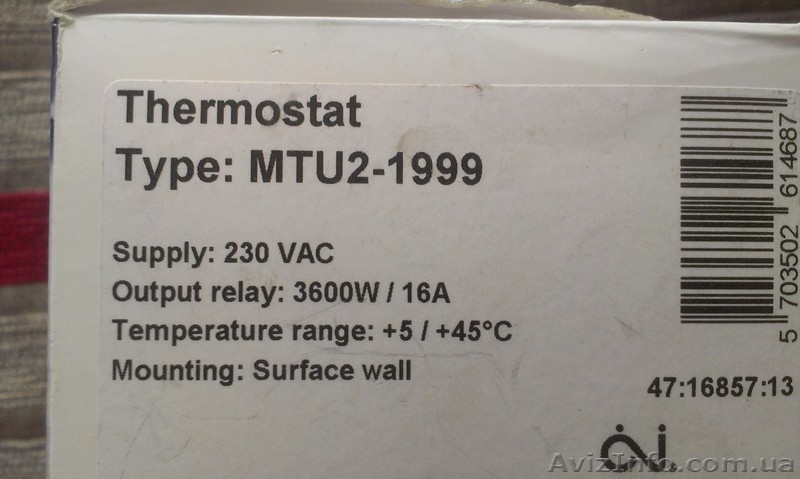 Thermostat
Type: MTU2-1999
Supply: 230 VAC
Output relay: 3600W / 16A
Temperature range: +5 / +45°C
Mounting: Surface wall
5 703502 614687
47:16857:13
AvizInfo.com.ua